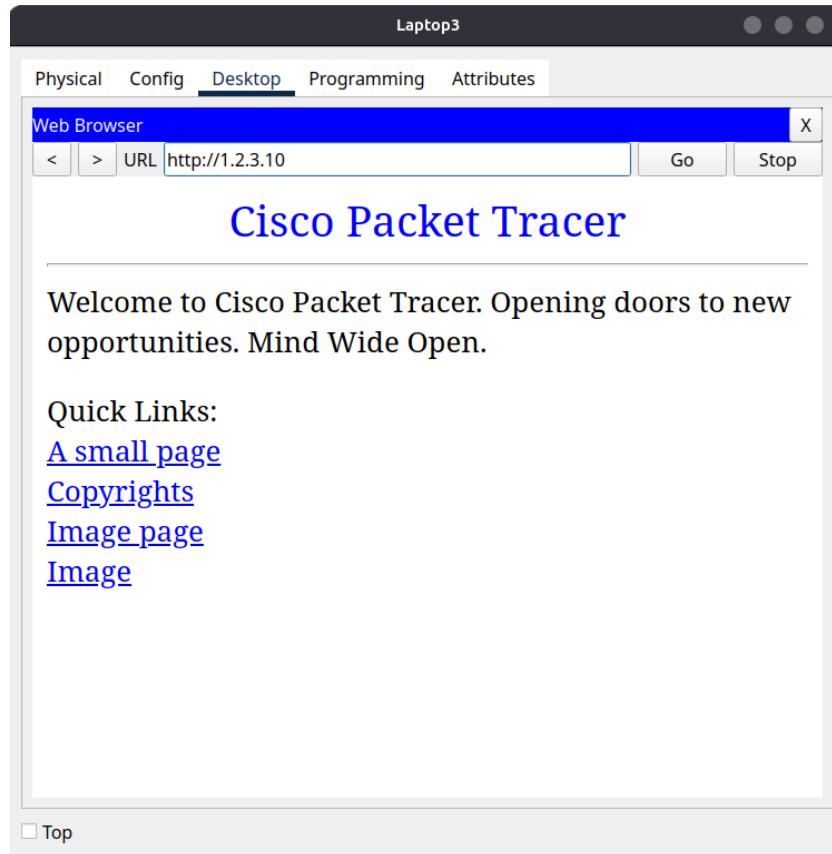 Laptop3
Physical Config Desktop Programming Attributes
Web Browser X
< > URL http://1.2.3.10 Go Stop
Cisco Packet Tracer
Welcome to Cisco Packet Tracer. Opening doors to new
opportunities. Mind Wide Open.
Quick Links:
A small page
Copyrights
Image page
Image
Top